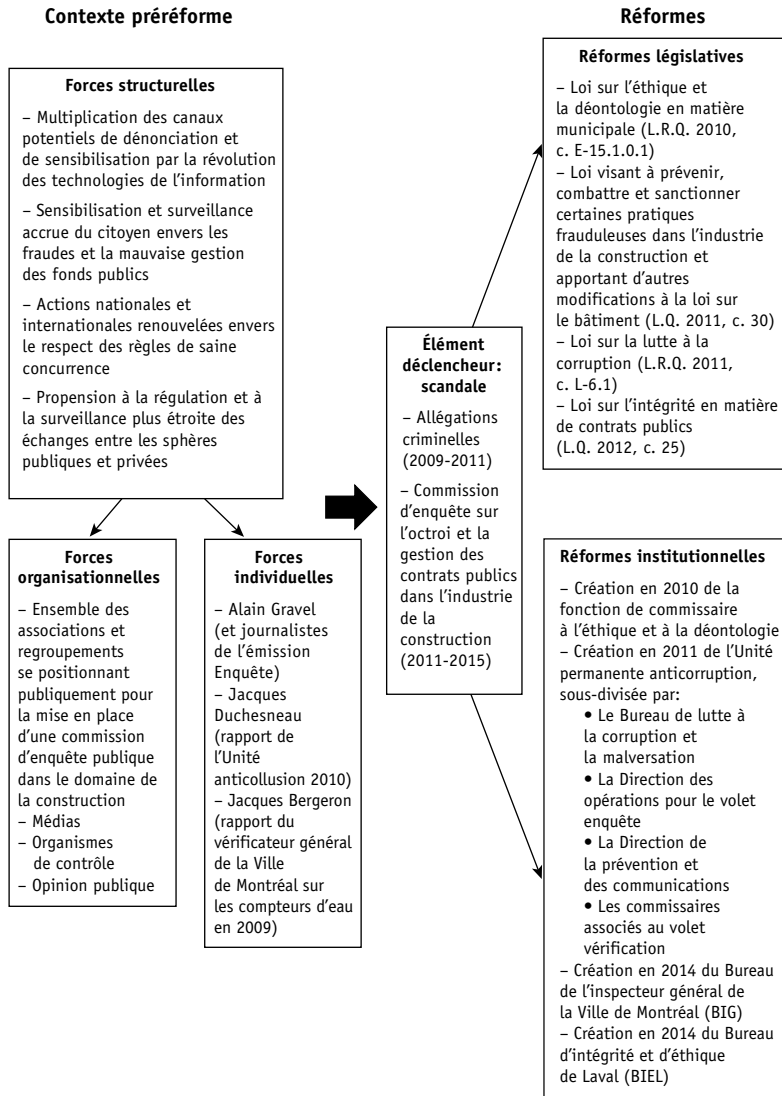 Contexte préréforme
Forces structurelles
– Multiplication des canaux
potentiels de dénonciation et
de sensibilisation par la révolution
des technologies de l'information
– Sensibilisation et surveillance
accrue du citoyen envers les
fraudes et la mauvaise gestion
des fonds publics
– Actions nationales et
internationales renouvelées envers
le respect des règles de saine
concurrence
– Propension à la régulation et à
la surveillance plus étroite des
échanges entre les sphères
publiques et privées
Forces
organisationnelles
– Ensemble des
associations et
regroupements
se positionnant
publiquement pour
la mise en place
d'une commission
d'enquête publique
dans le domaine de
la construction
– Médias
– Organismes
de contrôle
– Opinion publique
Forces
individuelles
– Alain Gravel
(et journalistes
de l'émission
Enquête)
– Jacques
Duchesneau
(rapport de
l'Unité
anticollusion 2010)
– Jacques Bergeron
(rapport du
vérificateur général
de la Ville
de Montréal sur
les compteurs d'eau
en 2009)
Élément
déclencheur:
scandale
– Allégations
criminelles
(2009-2011)
– Commission
d'enquête sur
l'octroi et la
gestion des
contrats publics
dans l'industrie
de la
construction
(2011-2015)
Réformes
Réformes législatives
– Loi sur l'éthique et
la déontologie en matière
municipale (L.R.Q. 2010,
c. E-15.1.0.1)
– Loi visant à prévenir,
combattre et sanctionner
certaines pratiques
frauduleuses dans l'industrie
de la construction et
apportant d'autres
modifications à la loi sur
le bâtiment (L.Q. 2011, c. 30)
– Loi sur la lutte à la
corruption (L.R.Q. 2011,
c. L-6.1)
– Loi sur l'intégrité en matière
de contrats publics
(L.Q. 2012, c. 25)
Réformes institutionnelles
– Création en 2010 de la
fonction de commissaire
à l'éthique et à la déontologie
– Création en 2011 de l'Unité
permanente anticorruption,
sous-divisée par:
• Le Bureau de lutte à
la corruption et
la malversation
• La Direction des
opérations pour le volet
enquête
• La Direction de
la prévention et
des communications
• Les commissaires
associés au volet
vérification
– Création en 2014 du Bureau
de l'inspecteur général de
la Ville de Montréal (BIG)
– Création en 2014 du Bureau
d'intégrité et d'éthique
de Laval (BIEL)